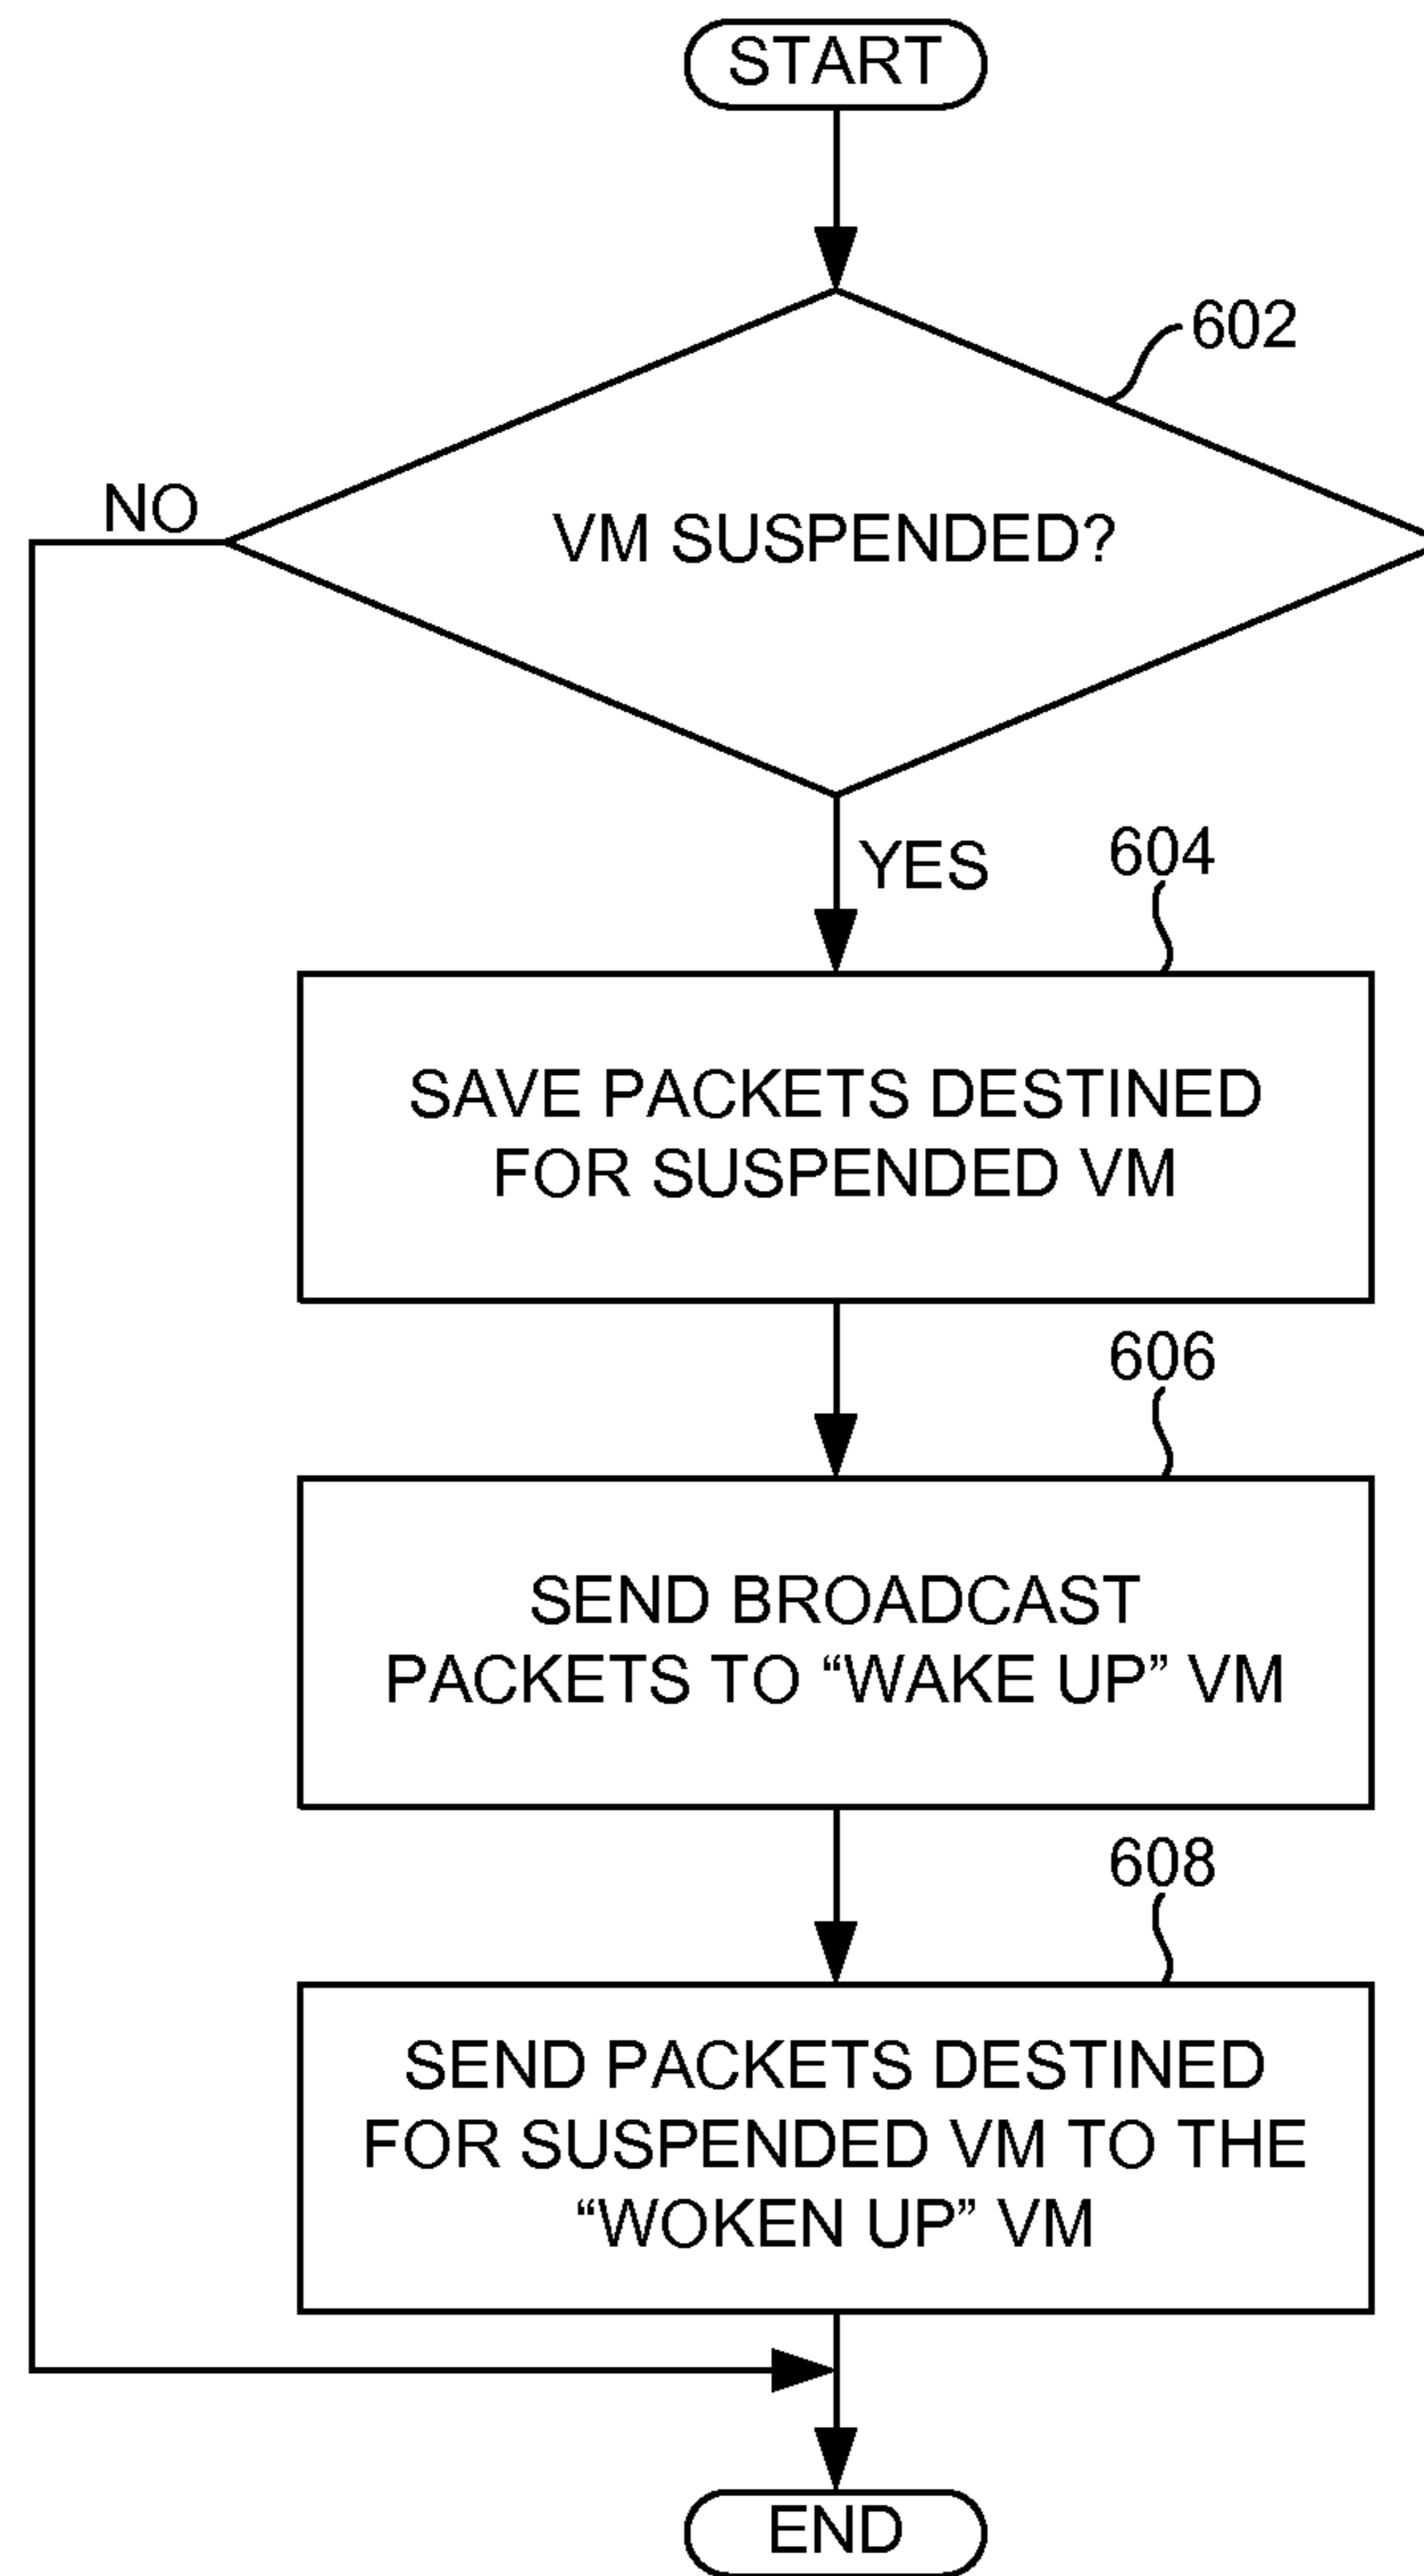 START
602
NO
VM SUSPENDED?
YES
604
SAVE PACKETS DESTINED
FOR SUSPENDED VM
606
SEND BROADCAST
PACKETS TO “WAKE UP” VM
608
SEND PACKETS DESTINED
FOR SUSPENDED VM TO THE
“WOKEN UP” VM
END